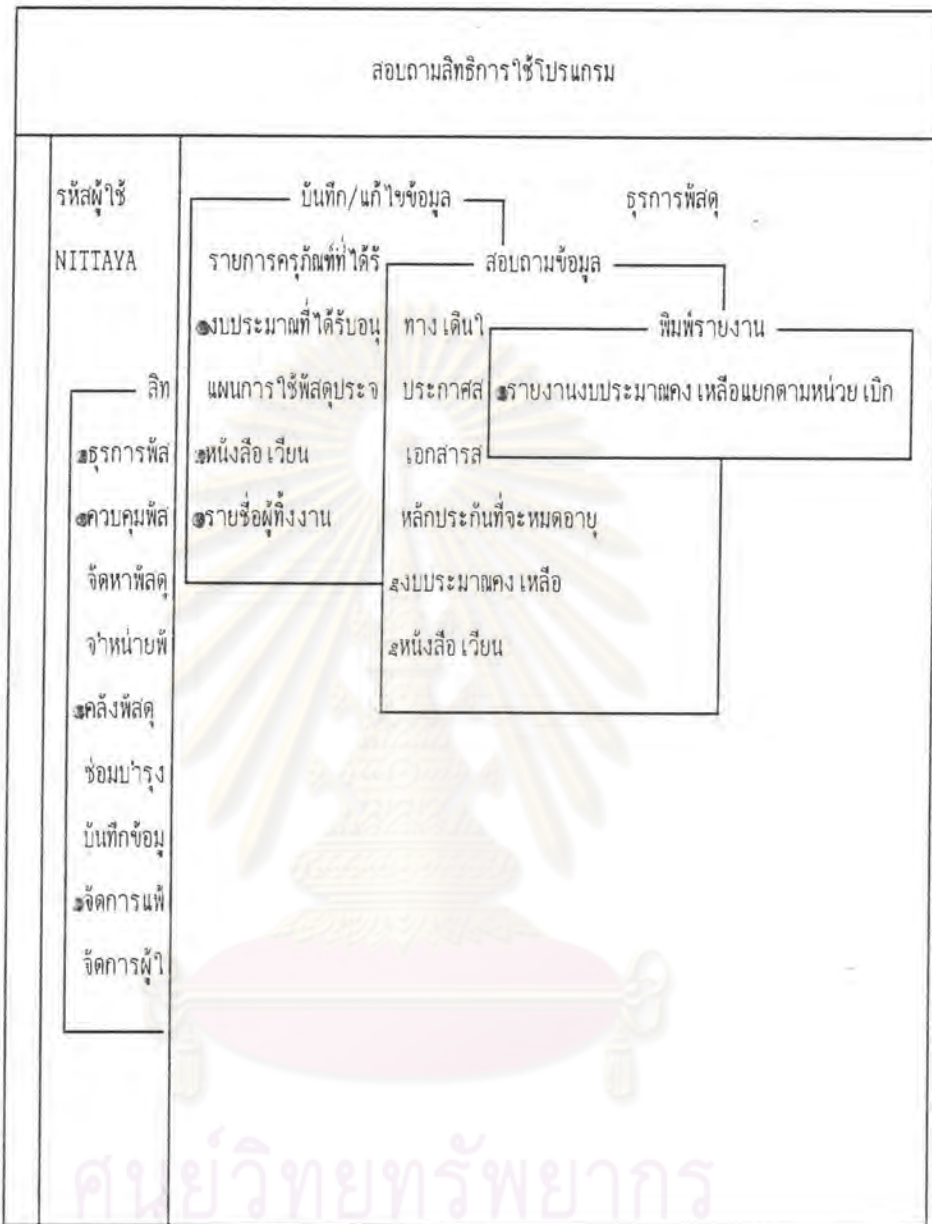 สอบถามสิทธิการใช้โปรแกรม
รหัสผู้ใช้
NITTAYA
สิท
ธุรการพัส
ควบคุมพัส
จัดหาพัสดุ
จำหน่ายพั
คลังพัสดุ
ซ่อมบำรุง
บันทึกข้อมู
จัดการแฟ้
จัดการผู้ใ
บันทึก/แก้ไขข้อมูล
รายการครุภัณฑ์ที่ได้รั
งบประมาณที่ได้รับอนุ
แผนการใช้พัสดุประจ
หนังสือเวียน
รายชื่อผู้ทิ้งงาน
ธุรการพัสดุ
สอบถามข้อมูล
ทางเดินใ
ประกาศส
เอกสารส
หลักประกันที่จะหมดอายุ
งบประมาณคงเหลือ
หนังสือเวียน
พิมพ์รายงาน
รายงานงบประมาณคงเหลือแยกตามหน่วยเบิก
ศูนย์วิทยทรัพยากร